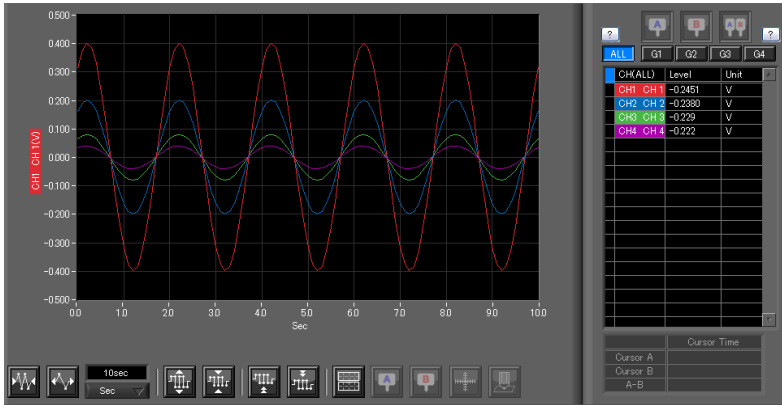 0.500
0.400
0.300
0.200
0.100
0.000
-0.100
-0.200
-0.300
-0.400
-0.500
CH1 CH 1(V)
0.0 1.0 2.0 3.0 4.0 5.0 6.0 7.0 8.0 9.0 10.0
Sec
10sec
Sec
A B
? A B A B ?
ALL G1 G2 G3 G4
CH(ALL) Level Unit
CH1 CH 1 -0.2451 V
CH2 CH 2 -0.2380 V
CH3 CH 3 -0.229 V
CH4 CH 4 -0.222 V
Cursor Time
Cursor A
Cursor B
A-B